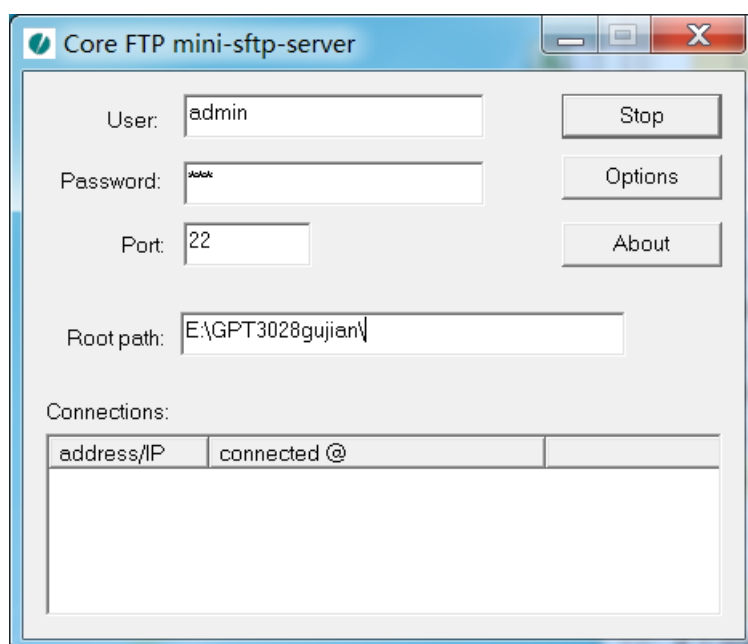 Core FTP mini-sftp-server
User: admin Stop
Password: **** Options
Port: 22 About
Root path: E:\GPT3028gujian\
Connections:
address/IP connected @